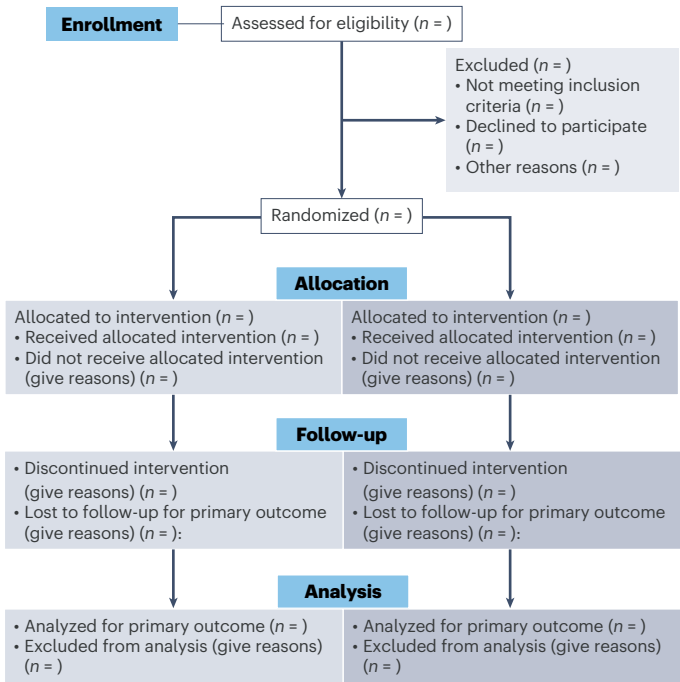 Enrollment
Assessed for eligibility (n = )
Excluded (n = )
• Not meeting inclusion
criteria (n = )
• Declined to participate
(n = )
• Other reasons (n = )
Randomized (n = )
Allocation
Allocated to intervention (n = )
• Received allocated intervention (n = )
• Did not receive allocated intervention
(give reasons) (n = )
Allocated to intervention (n = )
• Received allocated intervention (n = )
• Did not receive allocated intervention
(give reasons) (n = )
Follow-up
• Discontinued intervention
(give reasons) (n = )
• Lost to follow-up for primary outcome
(give reasons) (n = ):
• Discontinued intervention
(give reasons) (n = )
• Lost to follow-up for primary outcome
(give reasons) (n = ):
Analysis
• Analyzed for primary outcome (n = )
• Excluded from analysis (give reasons)
(n = )
• Analyzed for primary outcome (n = )
• Excluded from analysis (give reasons)
(n = )